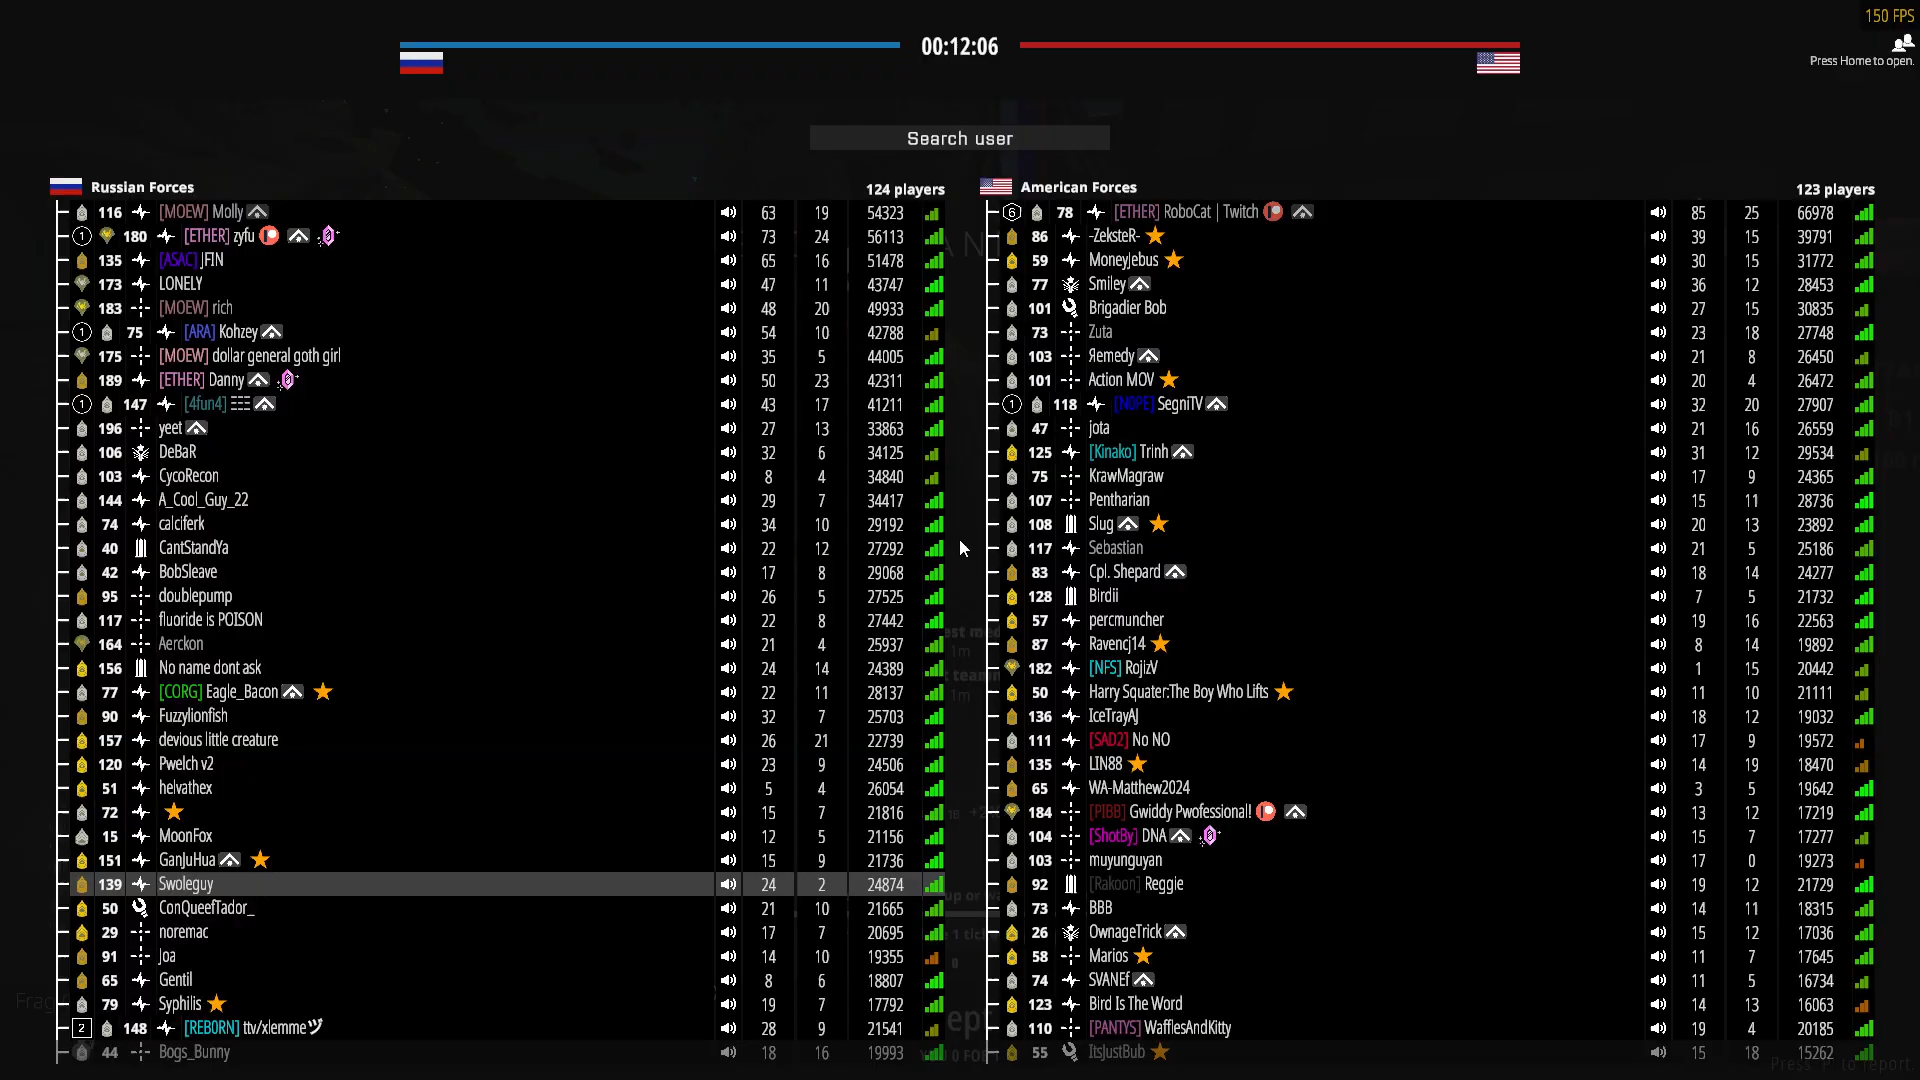 150 FPS
00:12:06
Press Home to open.
Search user
Russian Forces 124 players
116 [MOEW] Molly 63 19 54323
1 180 [ETHER] zyfu 73 24 56113
135 [ASAC] JFIN 65 16 51478
173 LONELY 47 11 43747
183 [MOEW] rich 48 20 49933
1 75 [ARA] Kohzey 54 10 42788
175 [MOEW] dollar general goth girl 35 5 44005
189 [ETHER] Danny 50 23 42311
1 147 [4fun4] ☷ 43 17 41211
196 yeet 27 13 33863
106 DeBaR 32 6 34125
103 CycoRecon 8 4 34840
144 A_Cool_Guy_22 29 7 34417
74 calciferk 34 10 29192
40 CantStandYa 22 12 27292
42 BobSleave 17 8 29068
95 doublepump 26 5 27525
117 fluoride is POISON 22 8 27442
164 Aerckon 21 4 25937
156 No name dont ask 24 14 24389
77 [CORG] Eagle_Bacon 22 11 28137
90 Fuzzylionfish 32 7 25703
157 devious little creature 26 21 22739
120 Pwelch v2 23 9 24506
51 helvathex 5 4 26054
72 15 7 21816
15 MoonFox 12 5 21156
151 GanJuHua 15 9 21736
139 Swoleguy 24 2 24874
50 ConQueefTador_ 21 10 21665
29 noremac 17 7 20695
91 Joa 14 10 19355
65 Gentil 8 6 18807
79 Syphilis 19 7 17792
2 148 [REBORN] ttv/xlemmeヅ 28 9 21541
44 Bogs_Bunny 18 16 19993
American Forces 123 players
6 78 [ETHER] RoboCat | Twitch 85 25 66978
86 -ZeksteR- 39 15 39791
59 MoneyJebus 30 15 31772
77 Smiley 36 12 28453
101 Brigadier Bob 27 15 30835
73 Zuta 23 18 27748
103 Яemedy 21 8 26450
101 Action MOV 20 4 26472
1 118 [NOPE] SegniTV 32 20 27907
47 jota 21 16 26559
125 [Kinako] Trinh 31 12 29534
75 KrawMagraw 17 9 24365
107 Pentharian 15 11 28736
108 Slug 20 13 23892
117 Sebastian 21 5 25186
83 Cpl. Shepard 18 14 24277
128 Birdii 7 5 21732
57 percmuncher 19 16 22563
87 Ravencj14 8 14 19892
182 [NFS] RojizV 1 15 20442
50 Harry Squater:The Boy Who Lifts 11 10 21111
136 IceTrayAJ 18 12 19032
111 [SAD2] No NO 17 9 19572
135 LIN88 14 19 18470
65 WA-Matthew2024 3 5 19642
184 [PIBB] Gwiddy Pwofessional! 13 12 17219
104 [ShotBy] DNA 15 7 17277
103 muyunguyan 17 0 19273
92 [Rakoon] Reggie 19 12 21729
73 BBB 14 11 18315
26 OwnageTrick 15 12 17036
58 Marios 11 7 17645
74 SVANEf 11 5 16734
123 Bird Is The Word 14 13 16063
110 [PANTYS] WafflesAndKitty 19 4 20185
55 ItsJustBub 15 18 15262